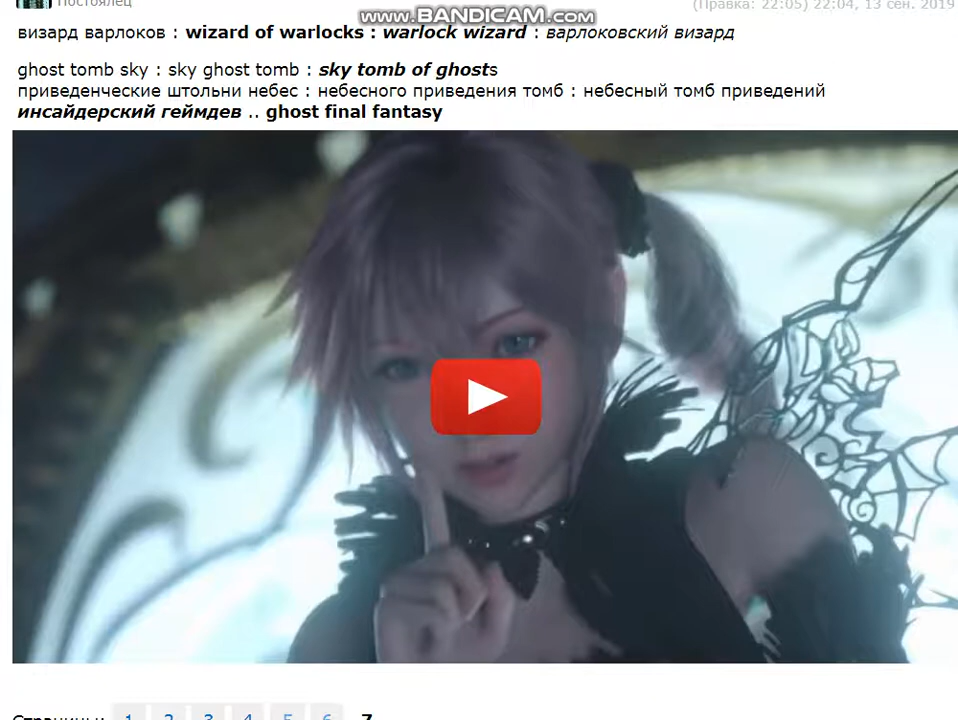 Постоялец
www.BANDICAM.com
(Правка: 22:05) 22:04, 13 сен. 2019
визард варлоков : wizard of warlocks : warlock wizard : варлоковский визард
ghost tomb sky : sky ghost tomb : sky tomb of ghosts
приведенческие штольни небес : небесного приведения томб : небесный томб приведений
инсайдерский геймдев .. ghost final fantasy
Страницы: 1 2 3 4 5 6 7